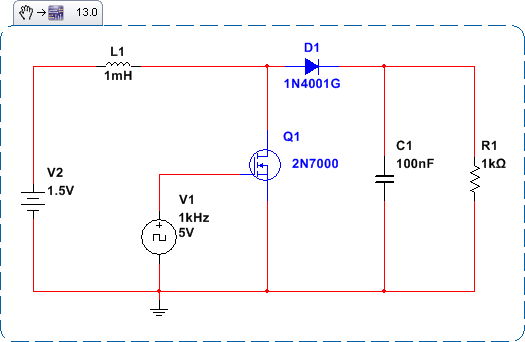 13.0
L1
1mH
D1
1N4001G
Q1
2N7000
C1
100nF
R1
1kΩ
V2
1.5V
V1
1kHz
5V